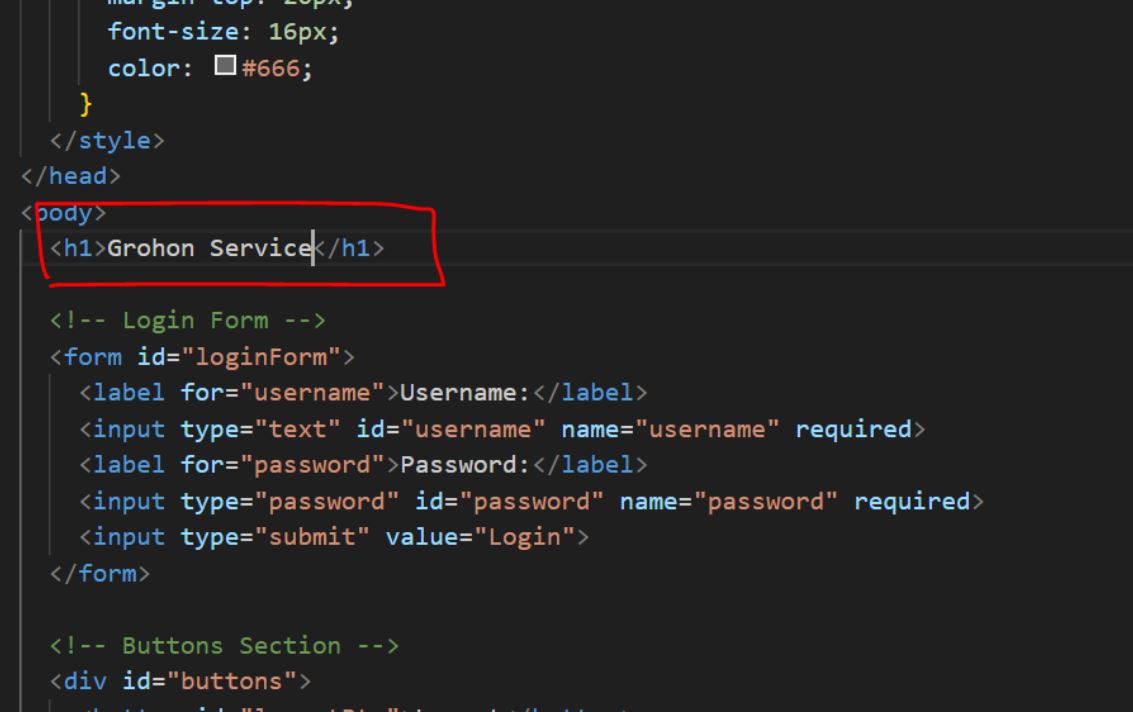 margin-top: 20px;
font-size: 16px;
color: #666;
}
</style>
</head>
<body>
<h1>Grohon Service</h1>
<!-- Login Form -->
<form id="loginForm">
<label for="username">Username:</label>
<input type="text" id="username" name="username" required>
<label for="password">Password:</label>
<input type="password" id="password" name="password" required>
<input type="submit" value="Login">
</form>
<!-- Buttons Section -->
<div id="buttons">